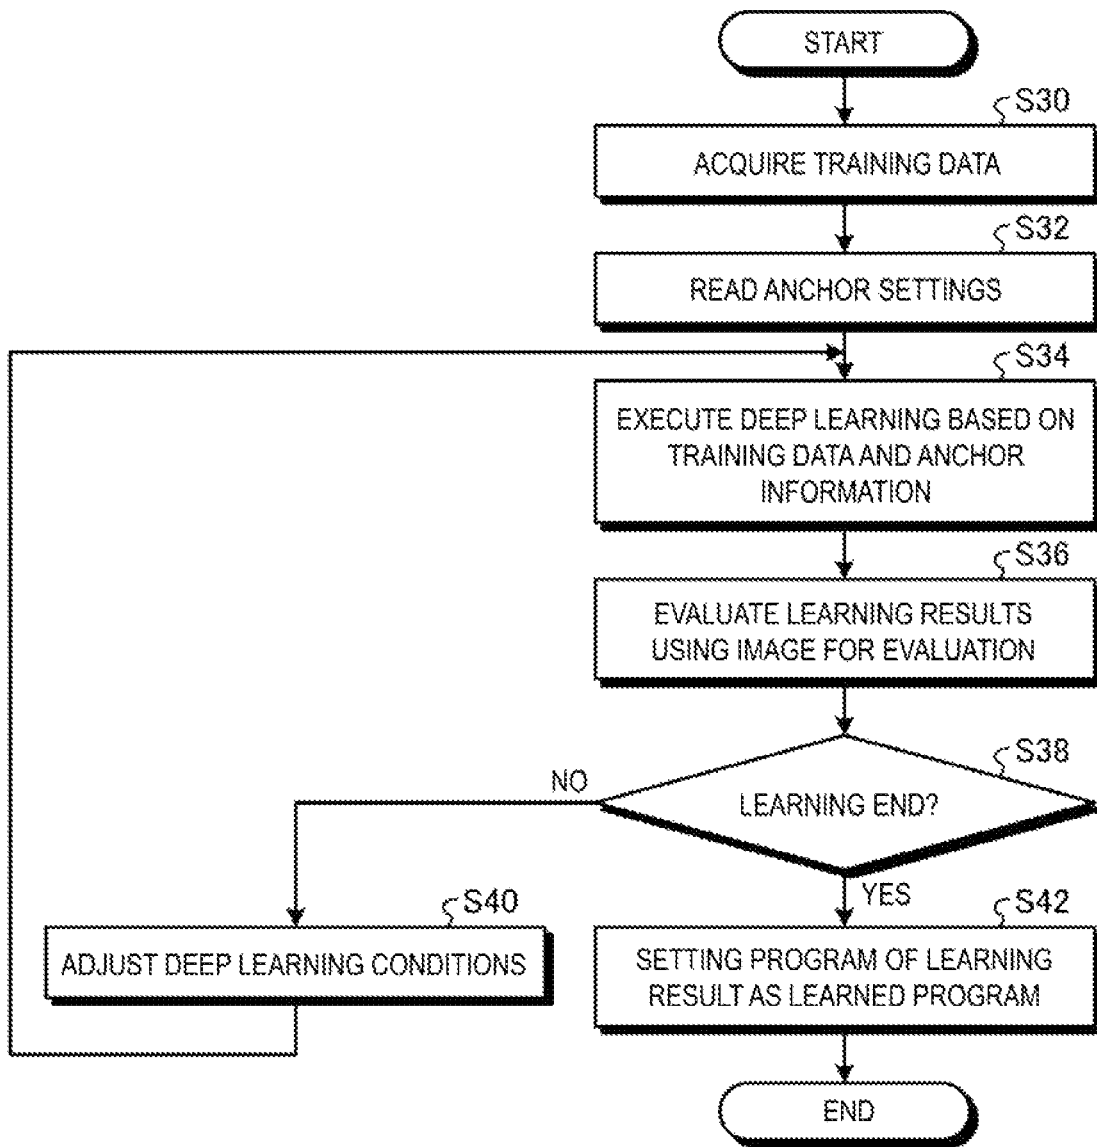 START
S30
ACQUIRE TRAINING DATA
S32
READ ANCHOR SETTINGS
S34
EXECUTE DEEP LEARNING BASED ON
TRAINING DATA AND ANCHOR
INFORMATION
S36
EVALUATE LEARNING RESULTS
USING IMAGE FOR EVALUATION
S38
NO
LEARNING END?
YES
S40
ADJUST DEEP LEARNING CONDITIONS
S42
SETTING PROGRAM OF LEARNING
RESULT AS LEARNED PROGRAM
END